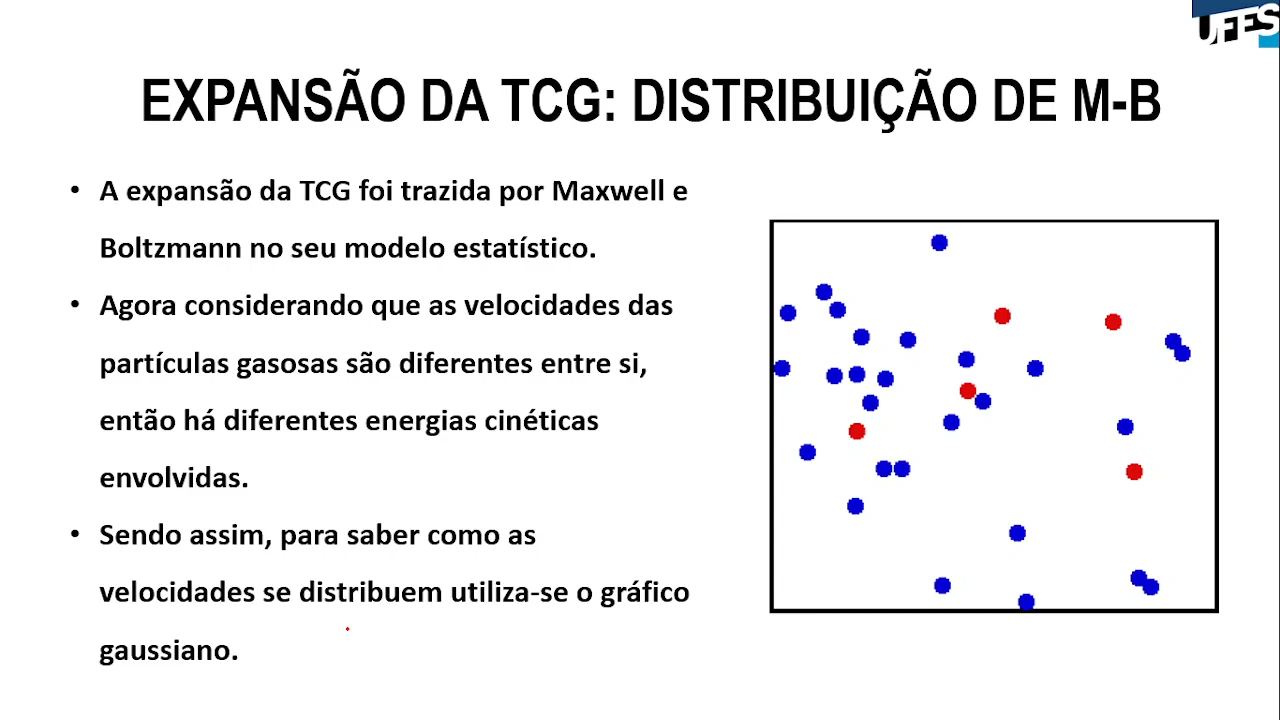 UFES
EXPANSÃO DA TCG: DISTRIBUIÇÃO DE M-B
• A expansão da TCG foi trazida por Maxwell e
Boltzmann no seu modelo estatístico.
• Agora considerando que as velocidades das
partículas gasosas são diferentes entre si,
então há diferentes energias cinéticas
envolvidas.
• Sendo assim, para saber como as
velocidades se distribuem utiliza-se o gráfico
gaussiano.